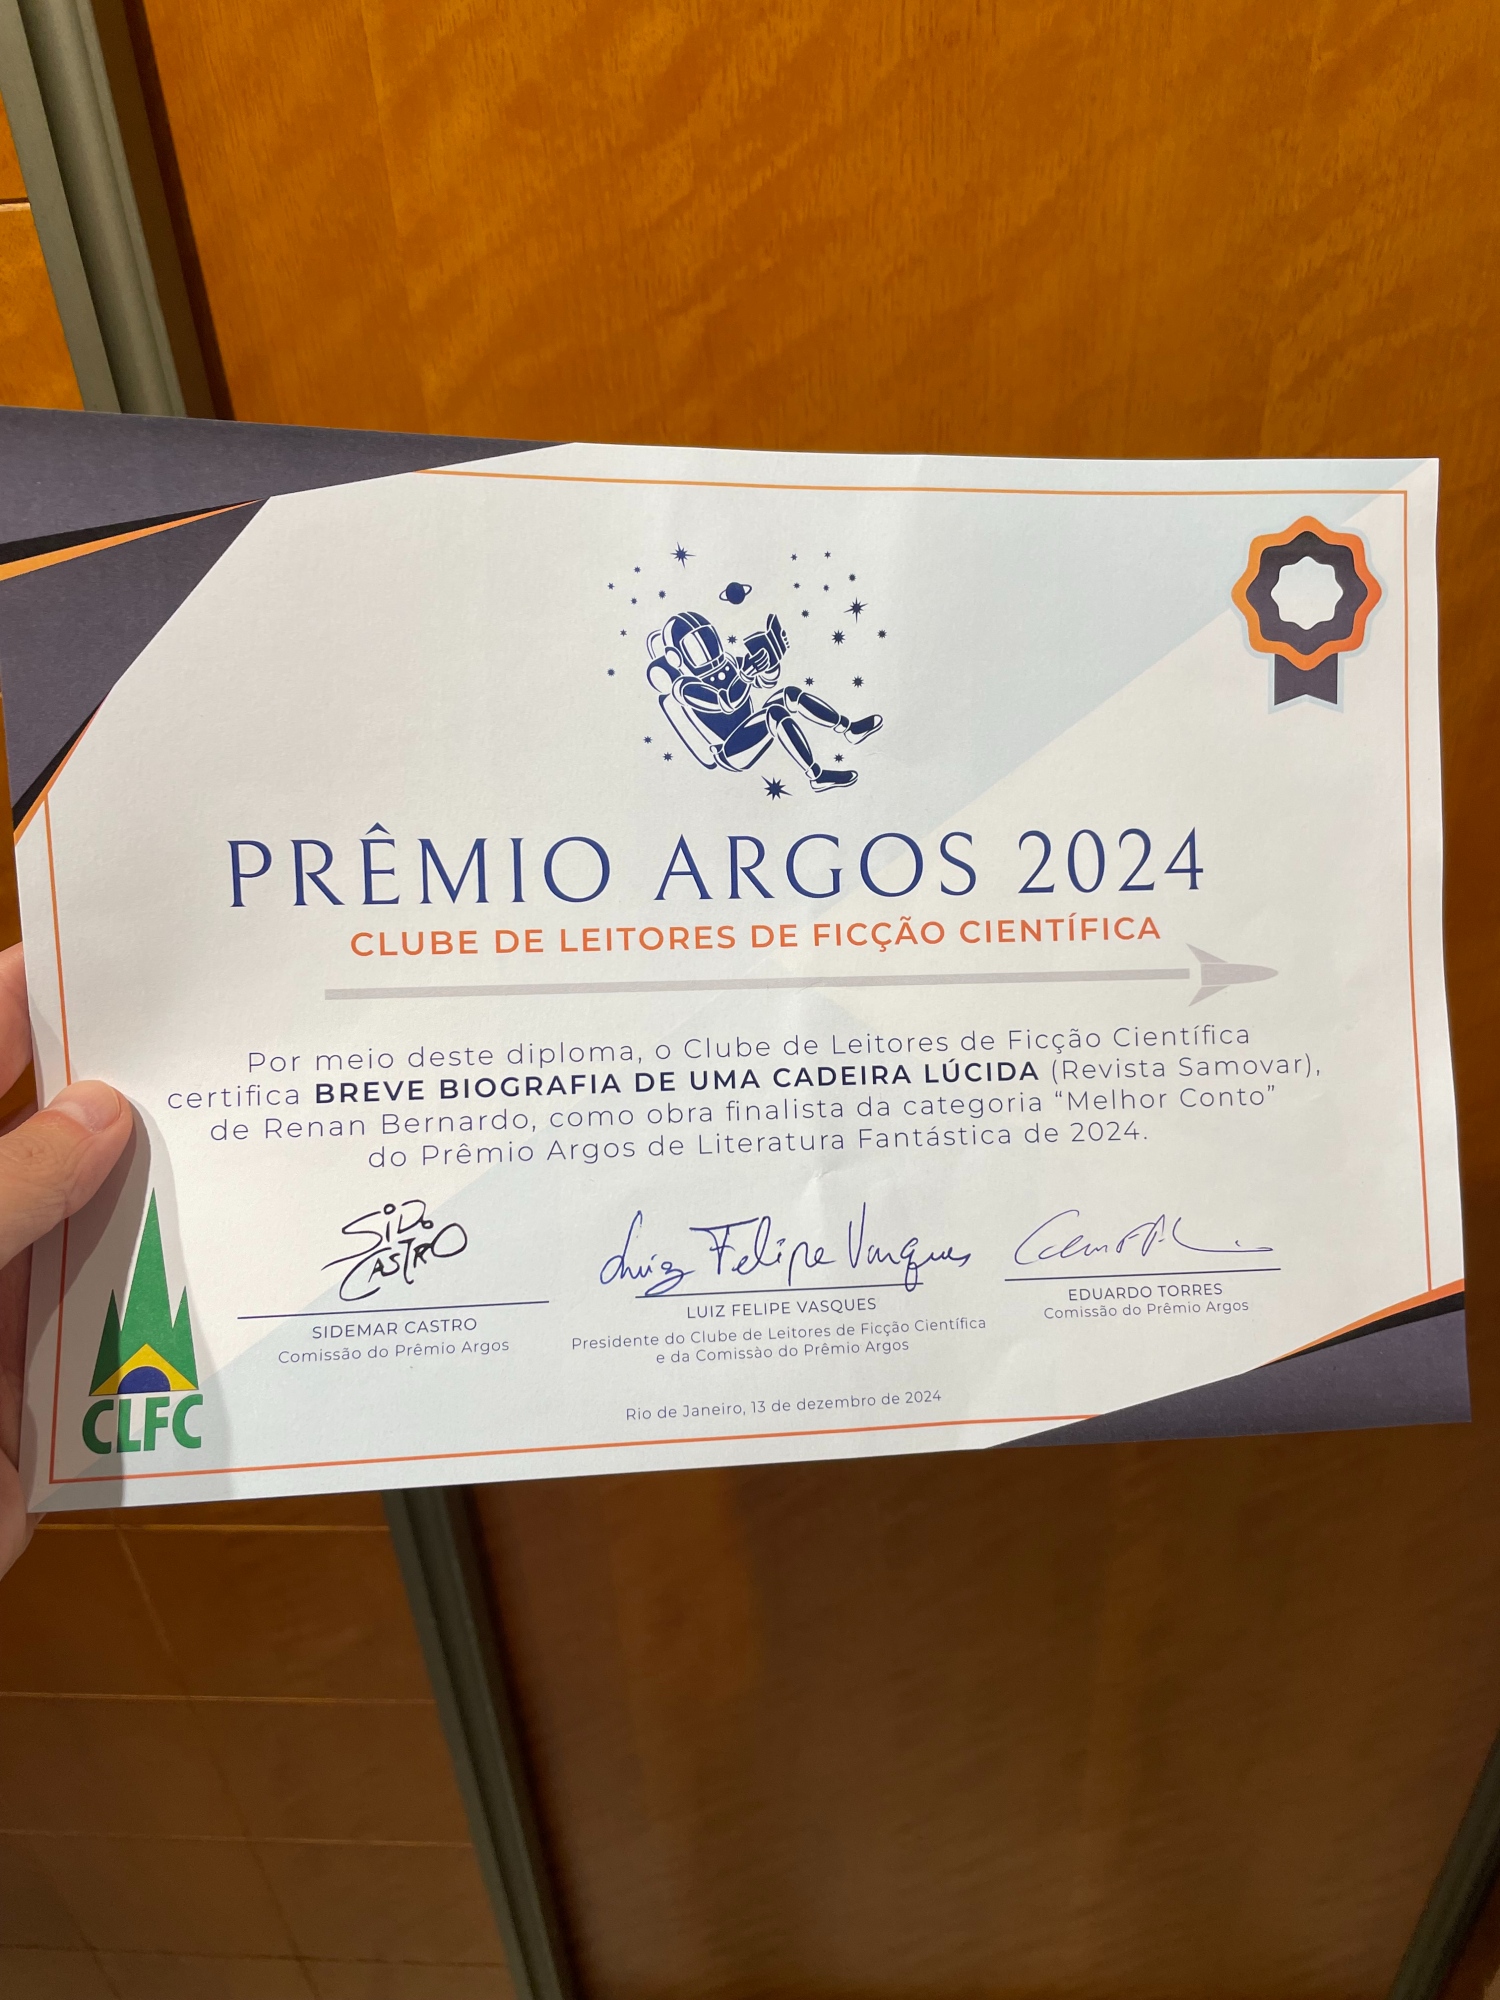 PRÊMIO ARGOS 2024
CLUBE DE LEITORES DE FICÇÃO CIENTÍFICA
Por meio deste diploma, o Clube de Leitores de Ficção Científica
certifica BREVE BIOGRAFIA DE UMA CADEIRA LÚCIDA (Revista Samovar),
de Renan Bernardo, como obra finalista da categoria “Melhor Conto”
do Prêmio Argos de Literatura Fantástica de 2024.
SiDo
CASTRO
Luiz Felipe Vasques
SIDEMAR CASTRO
Comissão do Prêmio Argos
LUIZ FELIPE VASQUES
Presidente do Clube de Leitores de Ficção Científica
e da Comissào do Prêmio Argos
EDUARDO TORRES
Comissão do Prêmio Argos
CLFC
Rio de Janeiro, 13 de dezembro de 2024